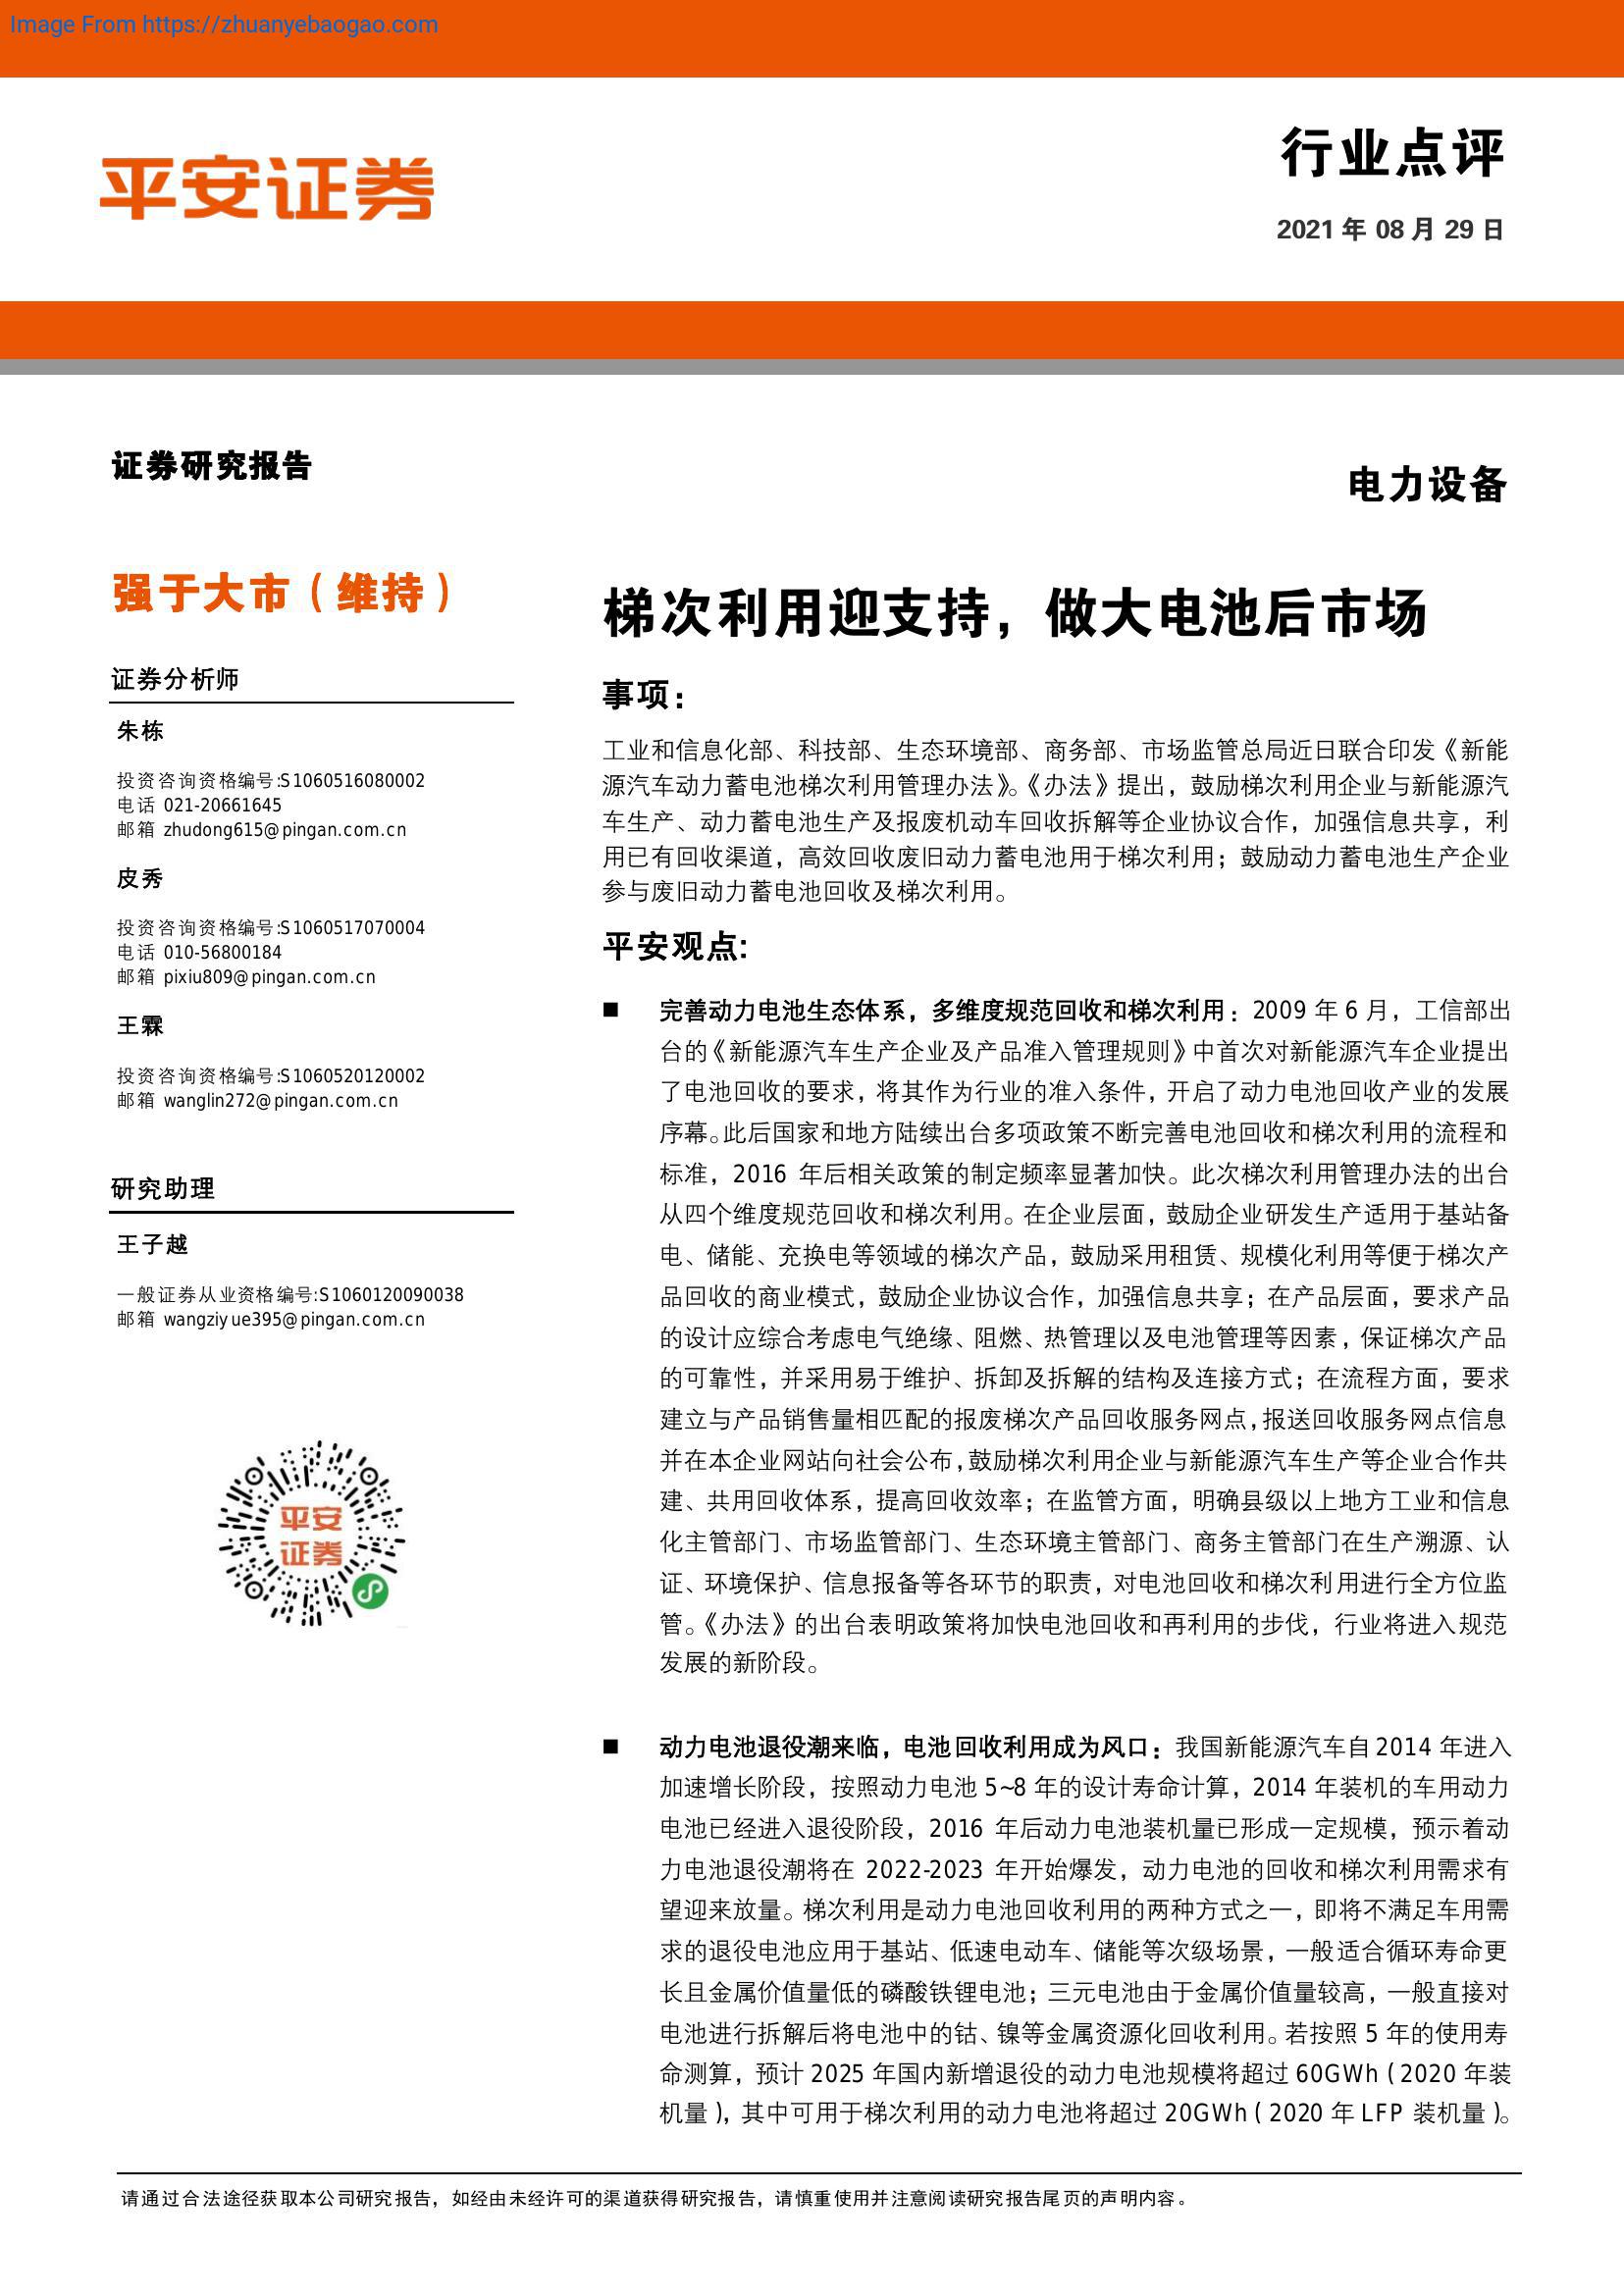 Image From https://zhuanyebaogao.com
平安证券
行业点评
2021 年 08 月 29 日
证券研究报告
电力设备
强于大市（维持）
证券分析师
朱栋
投资咨询资格编号:S1060516080002
电话 021-20661645
邮箱 zhudong615@pingan.com.cn
皮秀
投资咨询资格编号:S1060517070004
电话 010-56800184
邮箱 pixiu809@pingan.com.cn
王霖
投资咨询资格编号:S1060520120002
邮箱 wanglin272@pingan.com.cn
研究助理
王子越
一般证券从业资格编号:S1060120090038
邮箱 wangziyue395@pingan.com.cn
平安
证券
梯次利用迎支持，做大电池后市场
事项：
工业和信息化部、科技部、生态环境部、商务部、市场监管总局近日联合印发《新能
源汽车动力蓄电池梯次利用管理办法》。《办法》提出，鼓励梯次利用企业与新能源汽
车生产、动力蓄电池生产及报废机动车回收拆解等企业协议合作，加强信息共享，利
用已有回收渠道，高效回收废旧动力蓄电池用于梯次利用；鼓励动力蓄电池生产企业
参与废旧动力蓄电池回收及梯次利用。
平安观点:
■ 完善动力电池生态体系，多维度规范回收和梯次利用：2009 年 6 月，工信部出
台的《新能源汽车生产企业及产品准入管理规则》中首次对新能源汽车企业提出
了电池回收的要求，将其作为行业的准入条件，开启了动力电池回收产业的发展
序幕。此后国家和地方陆续出台多项政策不断完善电池回收和梯次利用的流程和
标准，2016 年后相关政策的制定频率显著加快。此次梯次利用管理办法的出台
从四个维度规范回收和梯次利用。在企业层面，鼓励企业研发生产适用于基站备
电、储能、充换电等领域的梯次产品，鼓励采用租赁、规模化利用等便于梯次产
品回收的商业模式，鼓励企业协议合作，加强信息共享；在产品层面，要求产品
的设计应综合考虑电气绝缘、阻燃、热管理以及电池管理等因素，保证梯次产品
的可靠性，并采用易于维护、拆卸及拆解的结构及连接方式；在流程方面，要求
建立与产品销售量相匹配的报废梯次产品回收服务网点，报送回收服务网点信息
并在本企业网站向社会公布，鼓励梯次利用企业与新能源汽车生产等企业合作共
建、共用回收体系，提高回收效率；在监管方面，明确县级以上地方工业和信息
化主管部门、市场监管部门、生态环境主管部门、商务主管部门在生产溯源、认
证、环境保护、信息报备等各环节的职责，对电池回收和梯次利用进行全方位监
管。《办法》的出台表明政策将加快电池回收和再利用的步伐，行业将进入规范
发展的新阶段。
■ 动力电池退役潮来临，电池回收利用成为风口：我国新能源汽车自 2014 年进入
加速增长阶段，按照动力电池 5~8 年的设计寿命计算，2014 年装机的车用动力
电池已经进入退役阶段，2016 年后动力电池装机量已形成一定规模，预示着动
力电池退役潮将在 2022-2023 年开始爆发，动力电池的回收和梯次利用需求有
望迎来放量。梯次利用是动力电池回收利用的两种方式之一，即将不满足车用需
求的退役电池应用于基站、低速电动车、储能等次级场景，一般适合循环寿命更
长且金属价值量低的磷酸铁锂电池；三元电池由于金属价值量较高，一般直接对
电池进行拆解后将电池中的钴、镍等金属资源化回收利用。若按照 5 年的使用寿
命测算，预计 2025 年国内新增退役的动力电池规模将超过 60GWh（2020 年装
机量），其中可用于梯次利用的动力电池将超过 20GWh（2020 年 LFP 装机量）。
请通过合法途径获取本公司研究报告，如经由未经许可的渠道获得研究报告，请慎重使用并注意阅读研究报告尾页的声明内容。